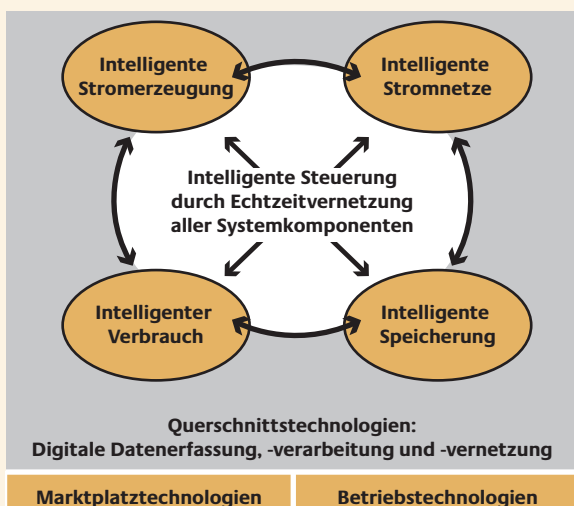 Intelligente
Stromerzeugung
Intelligente
Stromnetze
Intelligente Steuerung
durch Echtzeitvernetzung
aller Systemkomponenten
Intelligenter
Verbrauch
Intelligente
Speicherung
Querschnittstechnologien:
Digitale Datenerfassung, -verarbeitung und -vernetzung
Marktplatztechnologien
Betriebstechnologien